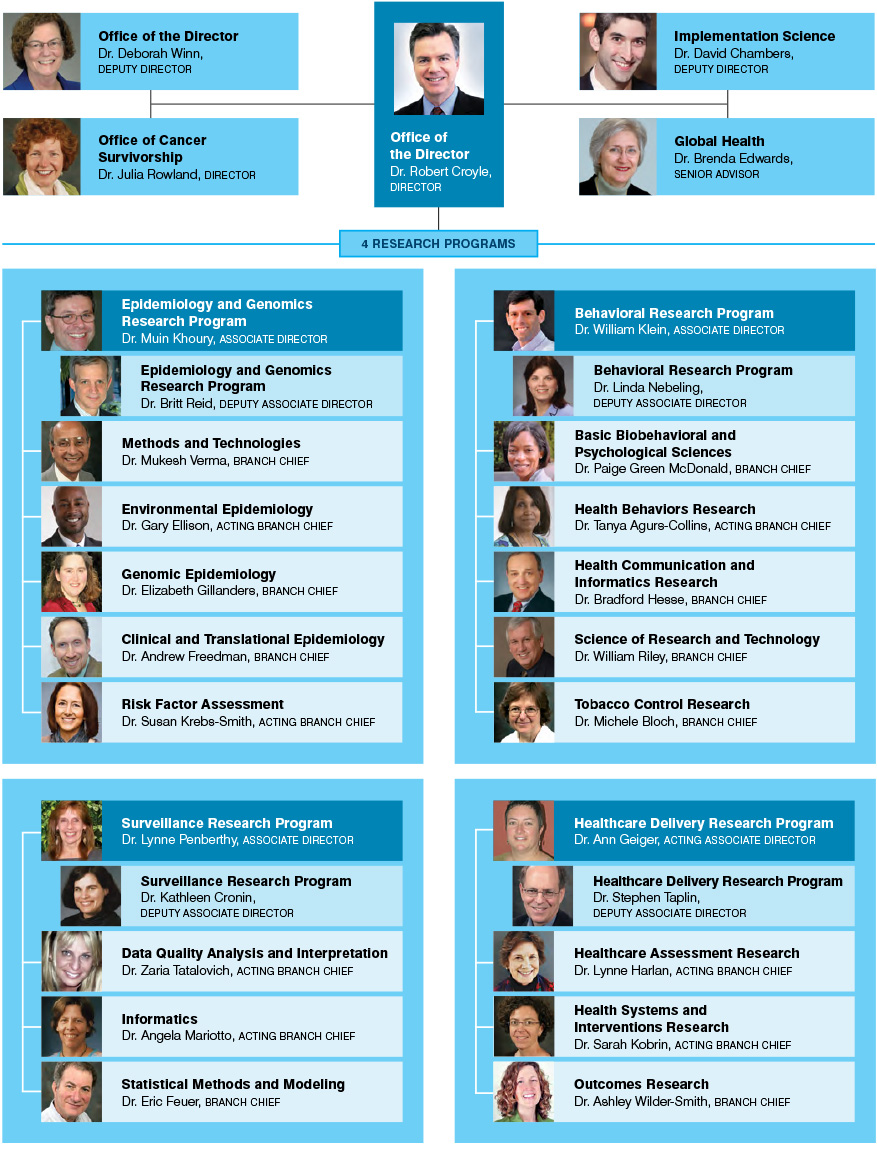 Office of the Director
Dr. Deborah Winn,
DEPUTY DIRECTOR
Office of Cancer
Survivorship
Dr. Julia Rowland, DIRECTOR
Office of
the Director
Dr. Robert Croyle,
DIRECTOR
Implementation Science
Dr. David Chambers,
DEPUTY DIRECTOR
Global Health
Dr. Brenda Edwards,
SENIOR ADVISOR
4 RESEARCH PROGRAMS
Epidemiology and Genomics
Research Program
Dr. Muin Khoury, ASSOCIATE DIRECTOR
Epidemiology and Genomics
Research Program
Dr. Britt Reid, DEPUTY ASSOCIATE DIRECTOR
Methods and Technologies
Dr. Mukesh Verma, BRANCH CHIEF
Environmental Epidemiology
Dr. Gary Ellison, ACTING BRANCH CHIEF
Genomic Epidemiology
Dr. Elizabeth Gillanders, BRANCH CHIEF
Clinical and Translational Epidemiology
Dr. Andrew Freedman, BRANCH CHIEF
Risk Factor Assessment
Dr. Susan Krebs-Smith, ACTING BRANCH CHIEF
Behavioral Research Program
Dr. William Klein, ASSOCIATE DIRECTOR
Behavioral Research Program
Dr. Linda Nebeling,
DEPUTY ASSOCIATE DIRECTOR
Basic Biobehavioral and
Psychological Sciences
Dr. Paige Green McDonald, BRANCH CHIEF
Health Behaviors Research
Dr. Tanya Agurs-Collins, ACTING BRANCH CHIEF
Health Communication and
Informatics Research
Dr. Bradford Hesse, BRANCH CHIEF
Science of Research and Technology
Dr. William Riley, BRANCH CHIEF
Tobacco Control Research
Dr. Michele Bloch, BRANCH CHIEF
Surveillance Research Program
Dr. Lynne Penberthy, ASSOCIATE DIRECTOR
Surveillance Research Program
Dr. Kathleen Cronin,
DEPUTY ASSOCIATE DIRECTOR
Data Quality Analysis and Interpretation
Dr. Zaria Tatalovich, ACTING BRANCH CHIEF
Informatics
Dr. Angela Mariotto, ACTING BRANCH CHIEF
Statistical Methods and Modeling
Dr. Eric Feuer, BRANCH CHIEF
Healthcare Delivery Research Program
Dr. Ann Geiger, ACTING ASSOCIATE DIRECTOR
Healthcare Delivery Research Program
Dr. Stephen Taplin,
DEPUTY ASSOCIATE DIRECTOR
Healthcare Assessment Research
Dr. Lynne Harlan, ACTING BRANCH CHIEF
Health Systems and
Interventions Research
Dr. Sarah Kobrin, ACTING BRANCH CHIEF
Outcomes Research
Dr. Ashley Wilder-Smith, BRANCH CHIEF